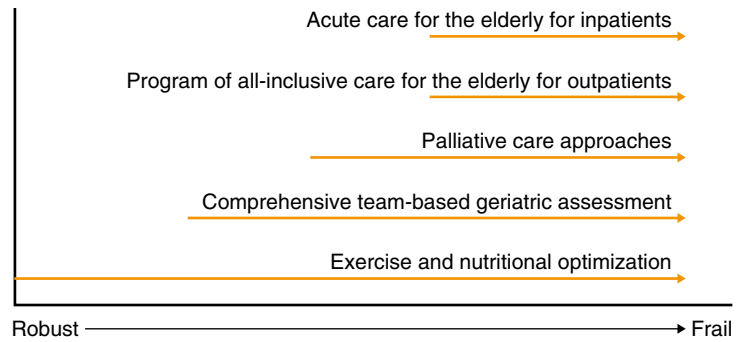 Acute care for the elderly for inpatients
Program of all-inclusive care for the elderly for outpatients
Palliative care approaches
Comprehensive team-based geriatric assessment
Exercise and nutritional optimization
Robust Frail